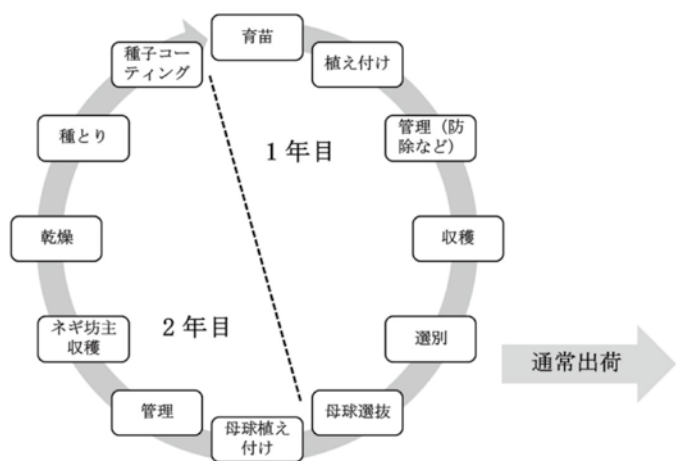 育苗
植え付け
管理（防
除など）
収穫
選別
通常出荷
母球選抜
母球植え
付け
管理
ネギ坊主
収穫
乾燥
種とり
種子コー
ティング
1年目
2年目